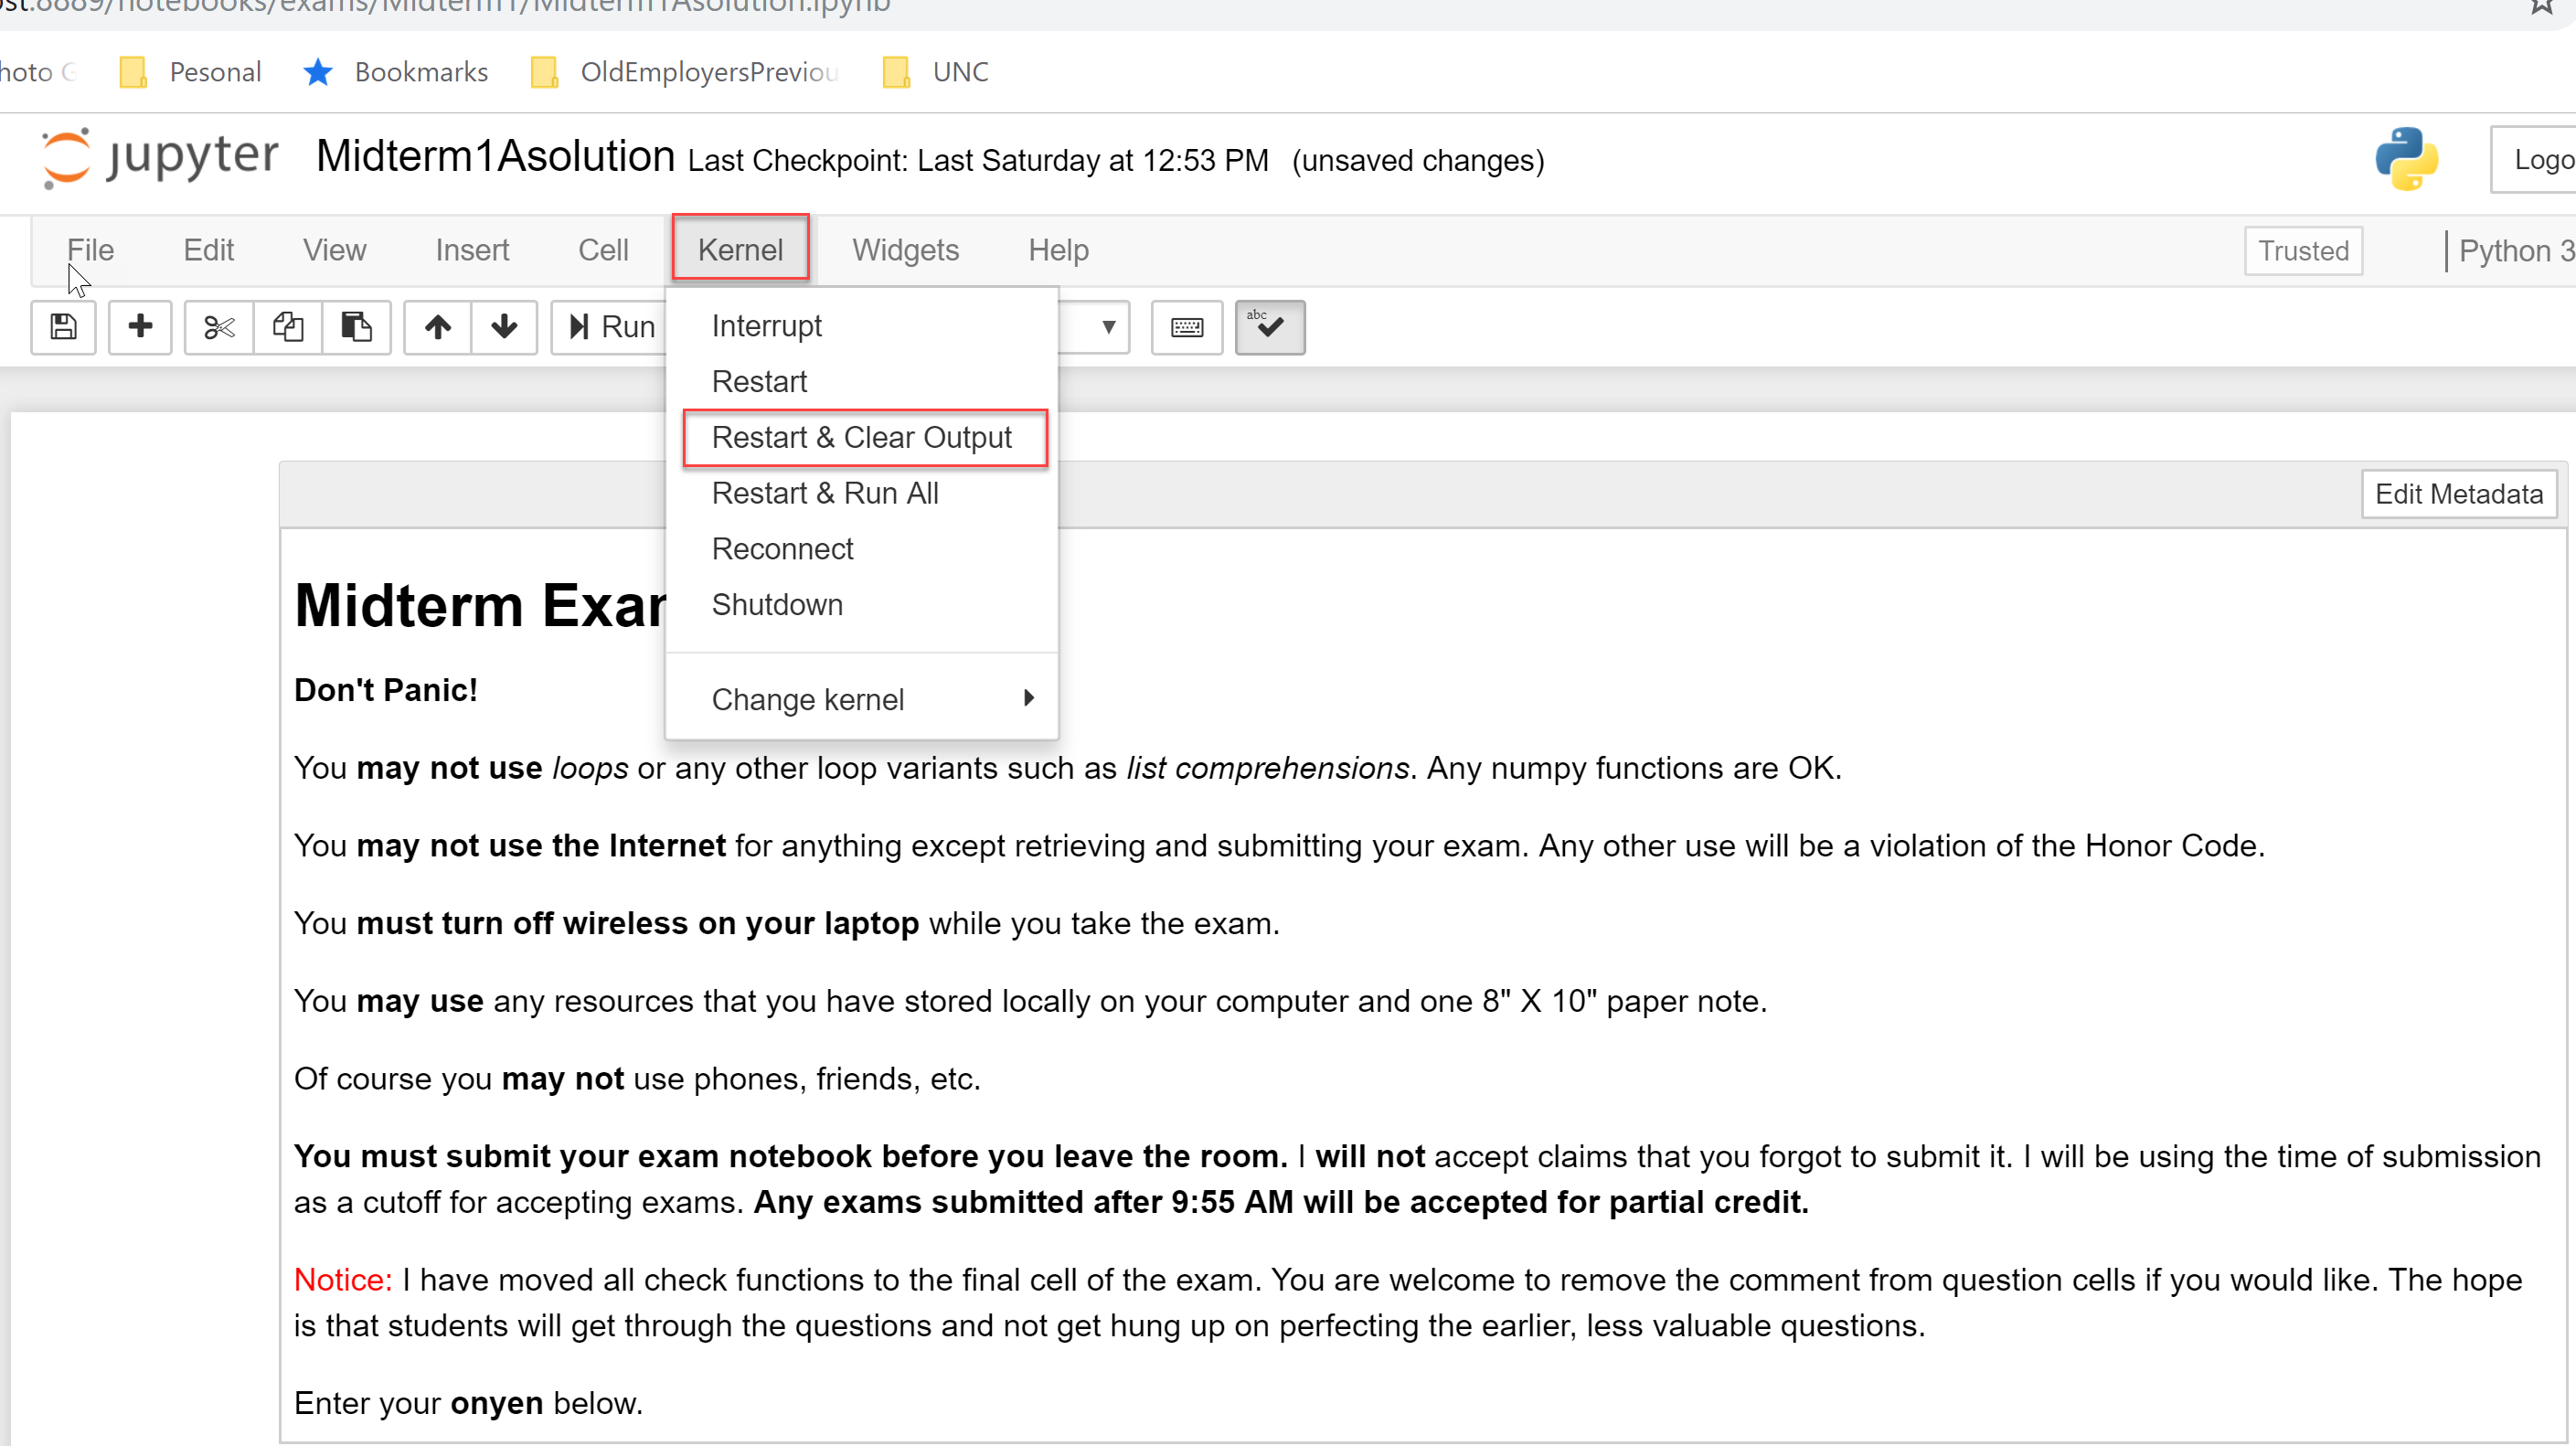 /notebooks/exams/Midterm1/Midterm1Asolution.ipynb
Pesonal Bookmarks OldEmployersPreviou UNC
jupyter Midterm1Asolution Last Checkpoint: Last Saturday at 12:53 PM (unsaved changes)
Logo
File Edit View Insert Cell Kernel Widgets Help Trusted Python 3
Run
abc
Interrupt
Restart
Restart & Clear Output
Restart & Run All
Reconnect
Shutdown
Change kernel
Edit Metadata
Midterm Exam
Don't Panic!
You may not use loops or any other loop variants such as list comprehensions. Any numpy functions are OK.
You may not use the Internet for anything except retrieving and submitting your exam. Any other use will be a violation of the Honor Code.
You must turn off wireless on your laptop while you take the exam.
You may use any resources that you have stored locally on your computer and one 8" X 10" paper note.
Of course you may not use phones, friends, etc.
You must submit your exam notebook before you leave the room. I will not accept claims that you forgot to submit it. I will be using the time of submission
as a cutoff for accepting exams. Any exams submitted after 9:55 AM will be accepted for partial credit.
Notice: I have moved all check functions to the final cell of the exam. You are welcome to remove the comment from question cells if you would like. The hope
is that students will get through the questions and not get hung up on perfecting the earlier, less valuable questions.
Enter your onyen below.